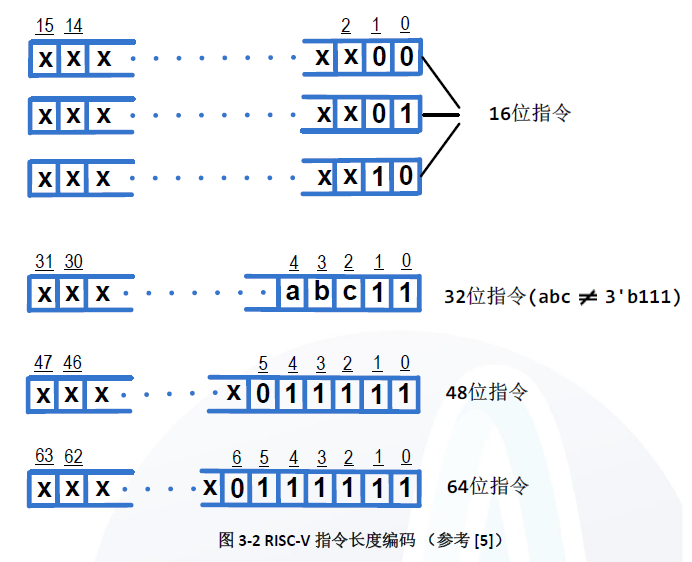 15 14 2 1 0
x x x · · · · · · · x x 0 0
16位指令
x x x · · · · · · · x x 0 1
x x x · · · · · · · x x 1 0
31 30 4 3 2 1 0
x x x · · · · · · a b c 1 1
32位指令(abc ≠ 3'b111)
47 46 5 4 3 2 1 0
x x x · · · · x 0 1 1 1 1 1
48位指令
63 62 6 5 4 3 2 1 0
x x x · · · · x 0 1 1 1 1 1 1
64位指令
图 3-2 RISC-V 指令长度编码 （参考 [5]）